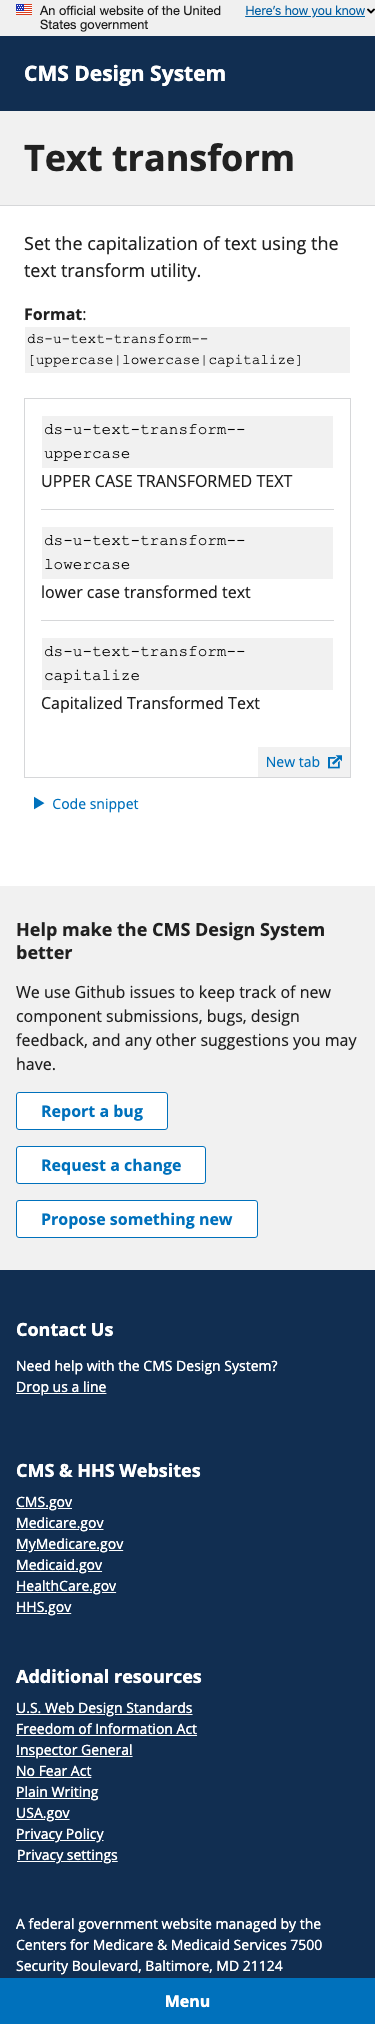 An official website of the United
States government
Here's how you know
CMS Design System
Text transform
Set the capitalization of text using the
text transform utility.
Format:
ds-u-text-transform--
[uppercase|lowercase|capitalize]
ds-u-text-transform--
uppercase
UPPER CASE TRANSFORMED TEXT
ds-u-text-transform--
lowercase
lower case transformed text
ds-u-text-transform--
capitalize
Capitalized Transformed Text
New tab
Code snippet
Help make the CMS Design System
better
We use Github issues to keep track of new
component submissions, bugs, design
feedback, and any other suggestions you may
have.
Report a bug
Request a change
Propose something new
Contact Us
Need help with the CMS Design System?
Drop us a line
CMS & HHS Websites
CMS.gov
Medicare.gov
MyMedicare.gov
Medicaid.gov
HealthCare.gov
HHS.gov
Additional resources
U.S. Web Design Standards
Freedom of Information Act
Inspector General
No Fear Act
Plain Writing
USA.gov
Privacy Policy
Privacy settings
A federal government website managed by the
Centers for Medicare & Medicaid Services 7500
Security Boulevard, Baltimore, MD 21124
Menu